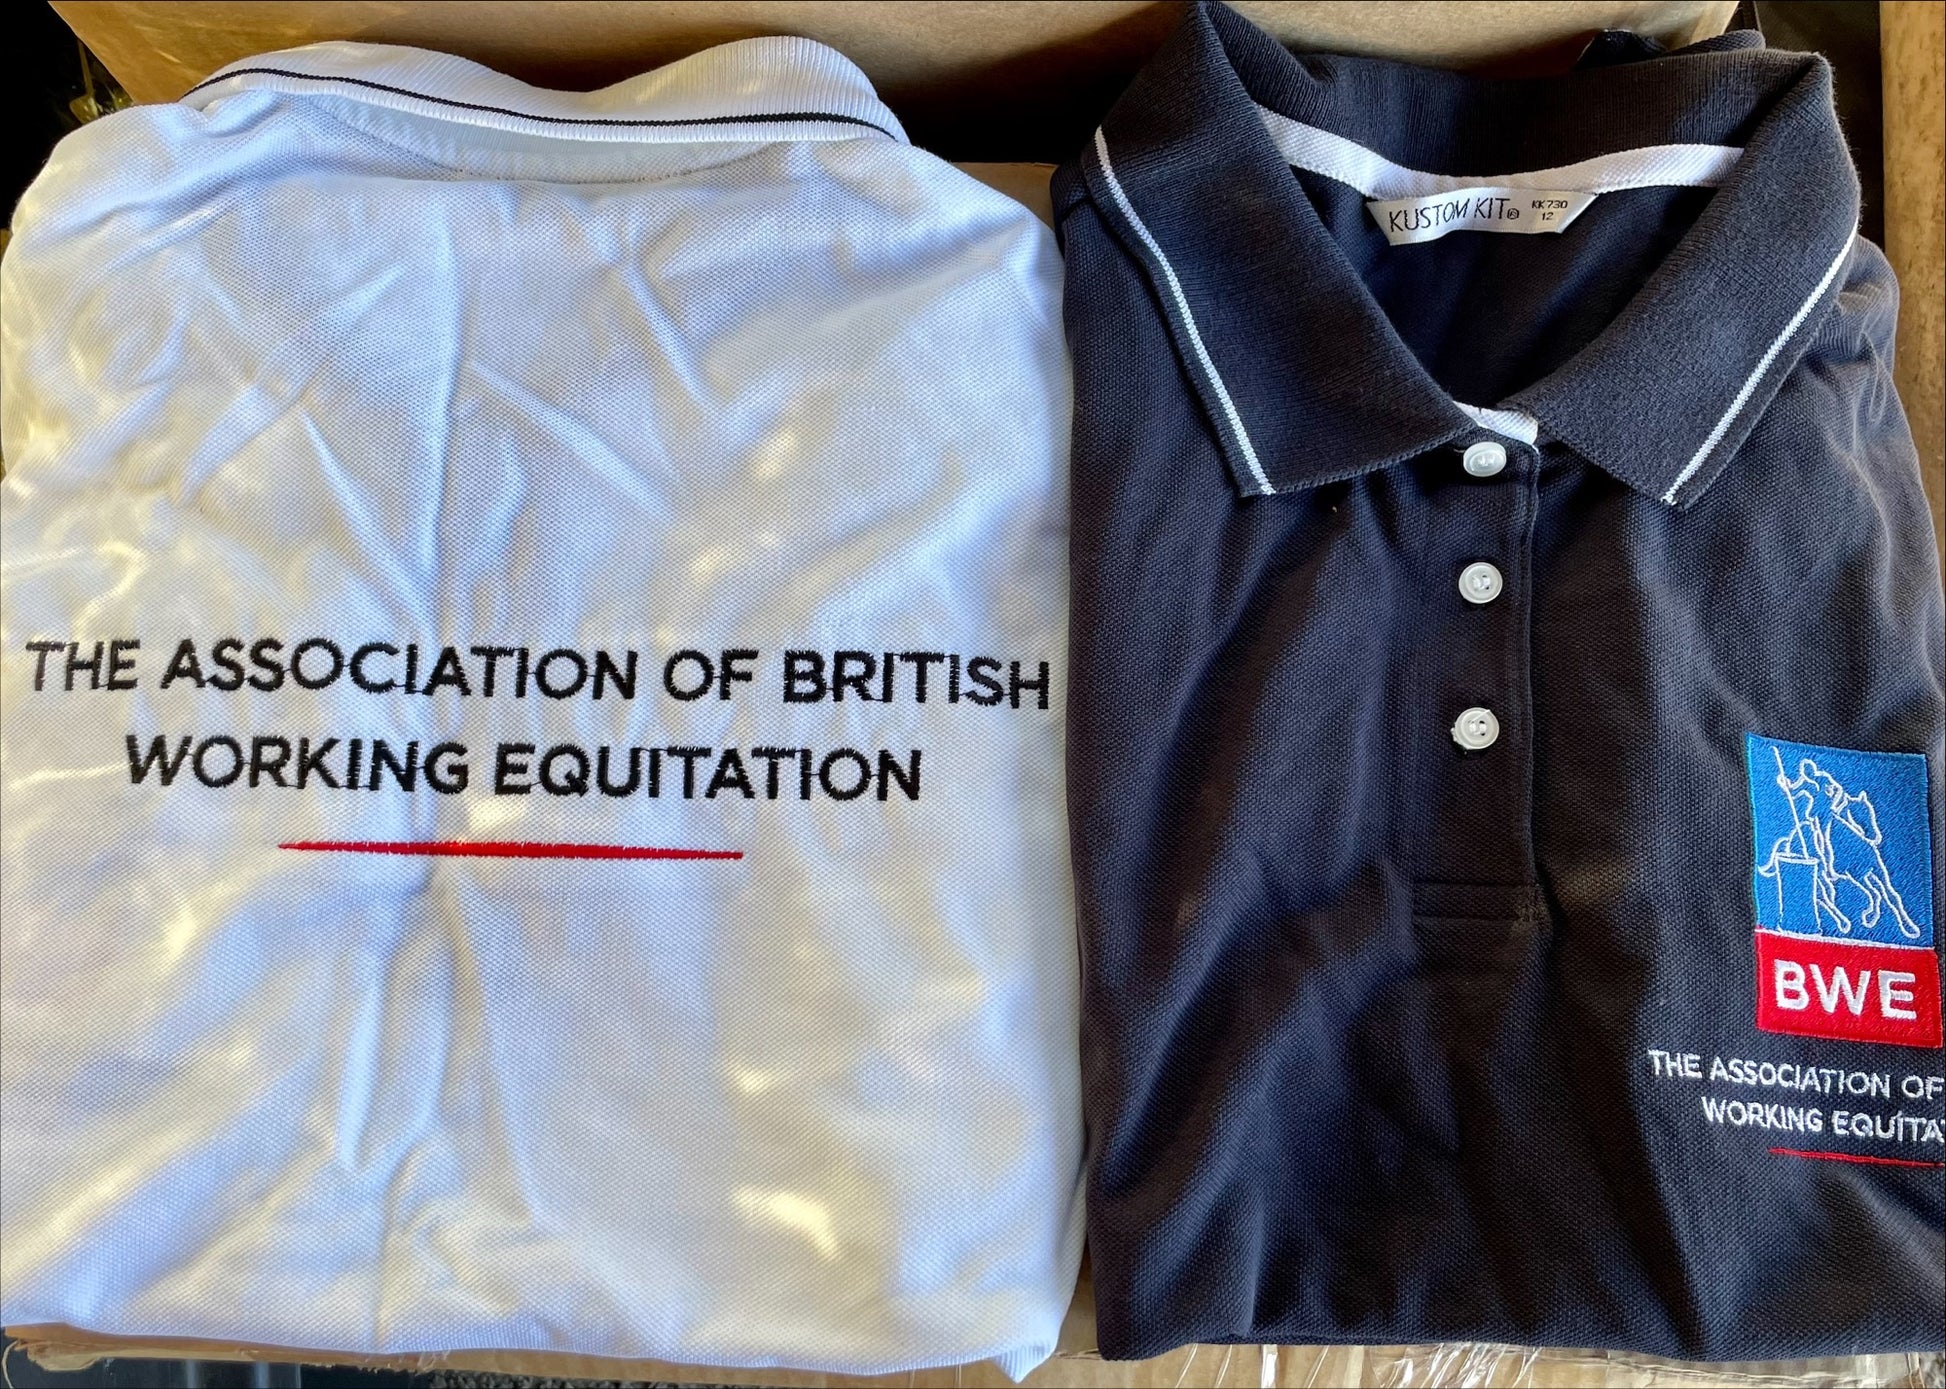 THE ASSOCIATION OF BRITISH
WORKING EQUITATION
KUSTOM KIT®
KK730
12
BWE
THE ASSOCIATION OF
WORKING EQUITA